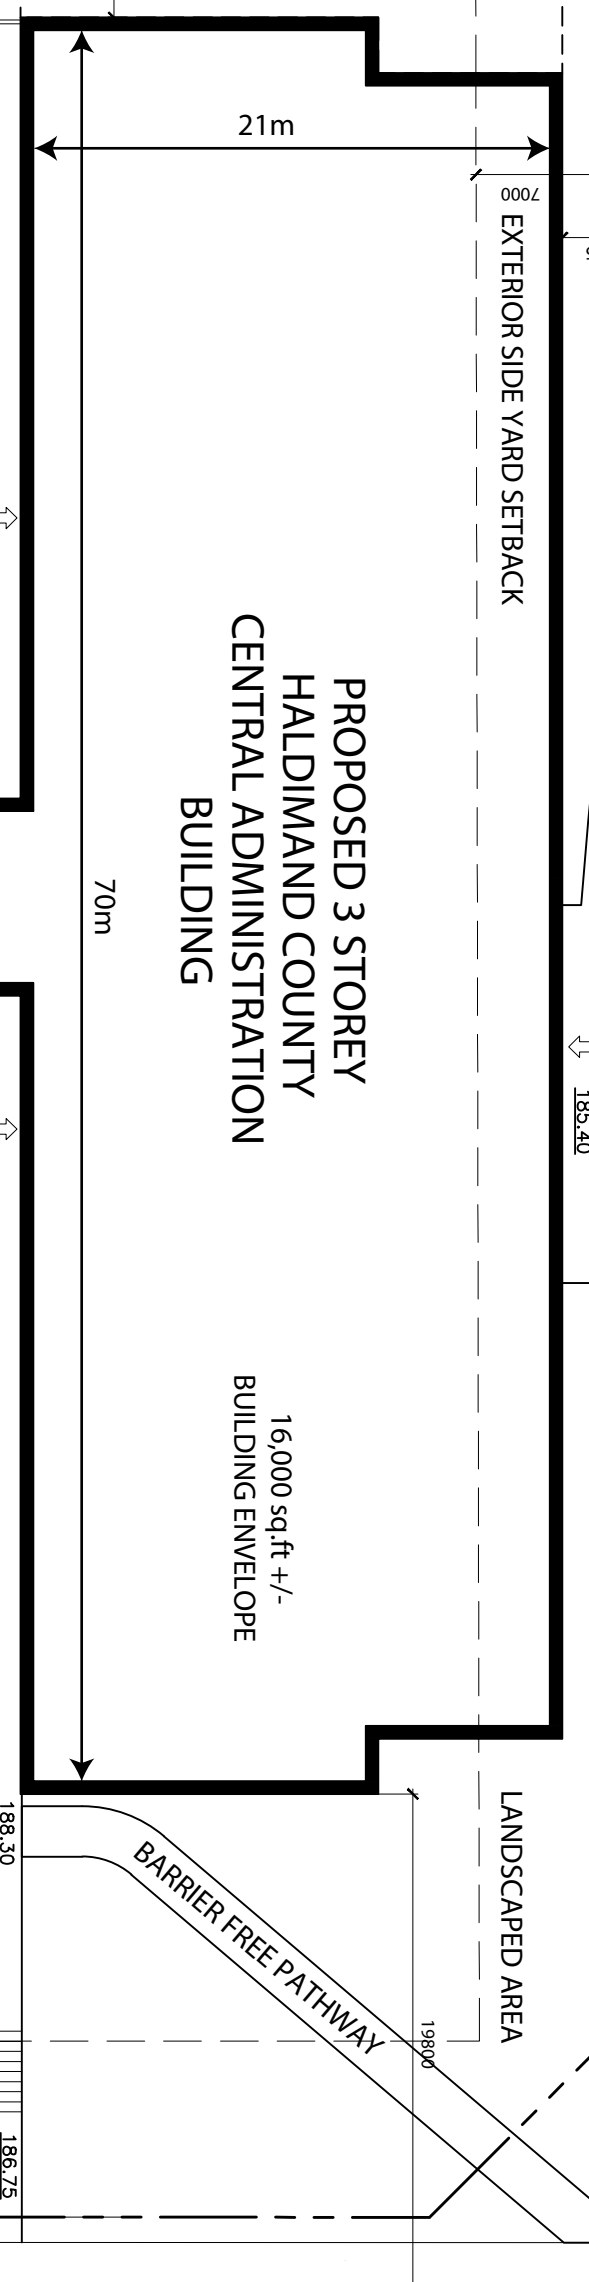 21m
7000
EXTERIOR SIDE YARD SETBACK
PROPOSED 3 STOREY
HALDIMAND COUNTY
CENTRAL ADMINISTRATION
BUILDING
70m
185.40
16,000 sq.ft +/-
BUILDING ENVELOPE
LANDSCAPED AREA
188.30
BARRIER FREE PATHWAY
19800
186.75